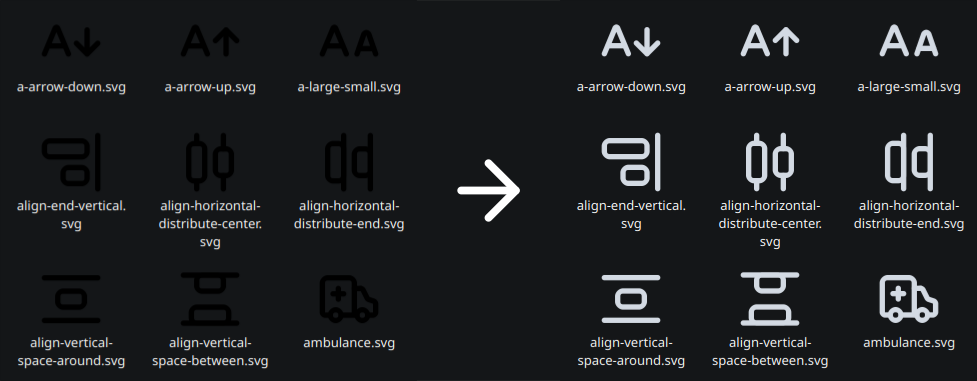 a-arrow-down.svg
a-arrow-up.svg
a-large-small.svg
align-end-vertical.
svg
align-horizontal-
distribute-center.
svg
align-horizontal-
distribute-end.svg
align-vertical-
space-around.svg
align-vertical-
space-between.svg
ambulance.svg
a-arrow-down.svg
a-arrow-up.svg
a-large-small.svg
align-end-vertical.
svg
align-horizontal-
distribute-center.
svg
align-horizontal-
distribute-end.svg
align-vertical-
space-around.svg
align-vertical-
space-between.svg
ambulance.svg